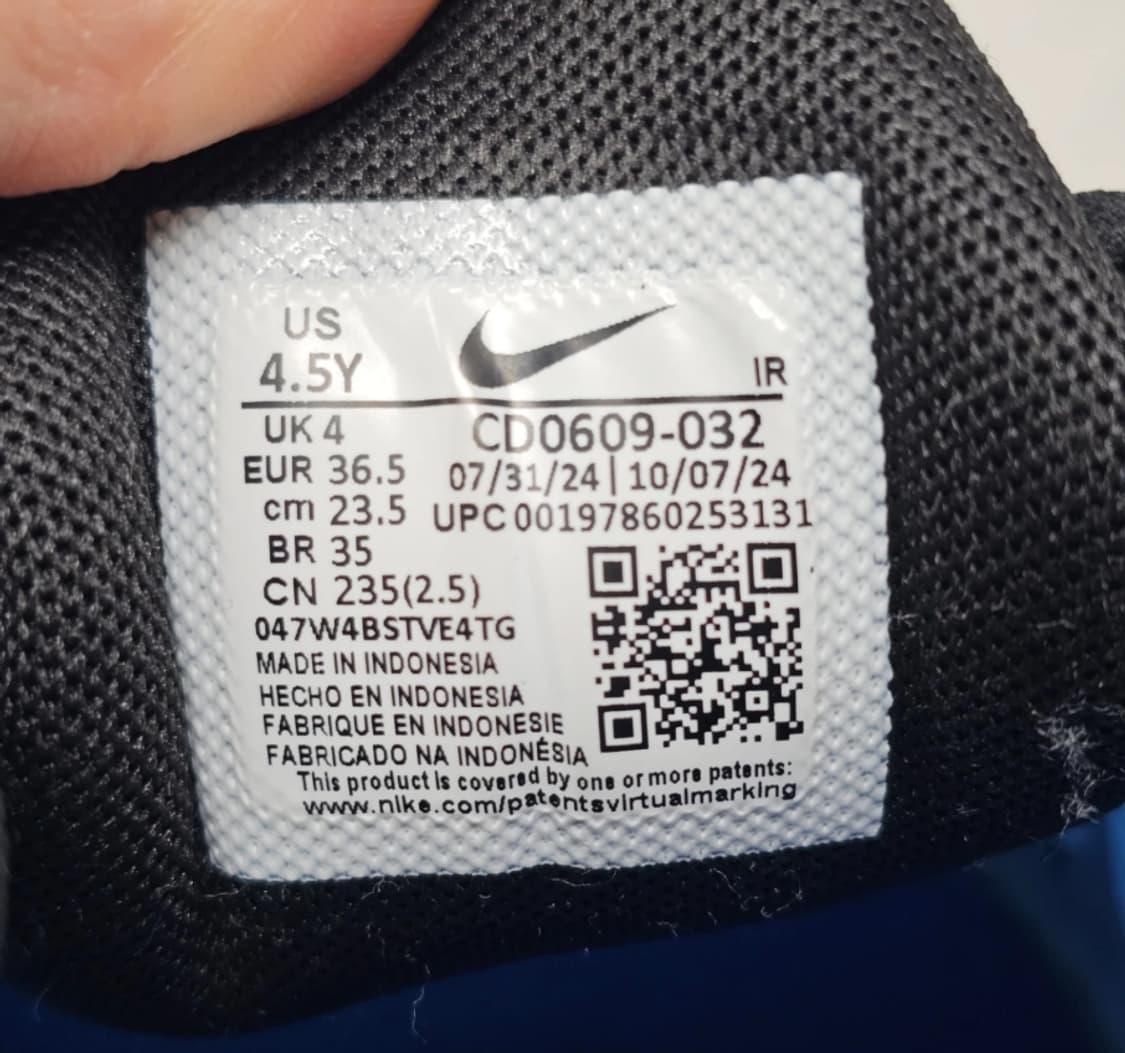 US
4.5Y
IR
UK 4
CD0609-032
EUR 36.5
07/31/24 | 10/07/24
cm 23.5
UPC 00197860253131
BR 35
CN 235(2.5)
047W4BSTVE4TG
MADE IN INDONESIA
HECHO EN INDONESIA
FABRIQUE EN INDONESIE
FABRICADO NA INDONÉSIA
This product is covered by one or more patents:
www.nike.com/patentsvirtualmarking